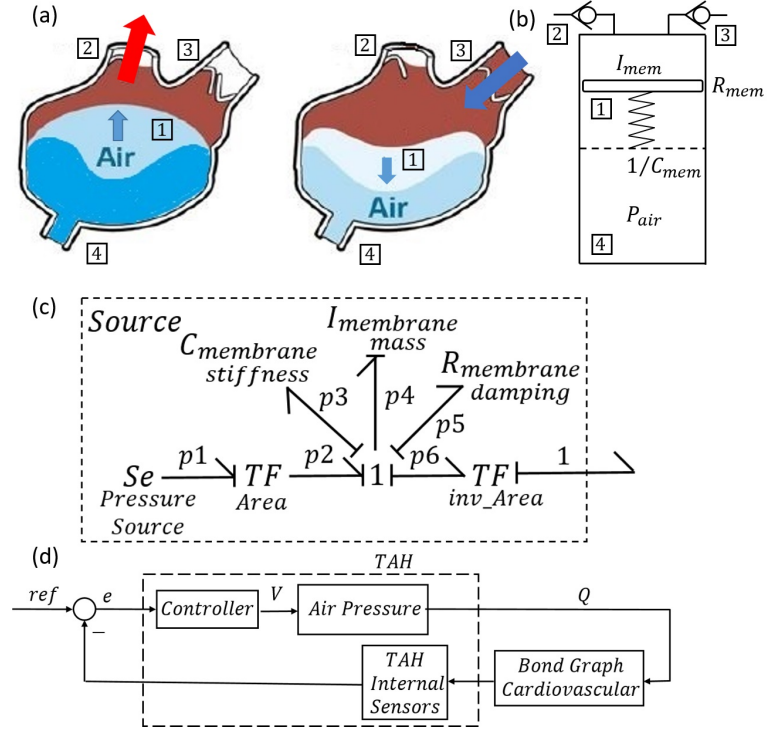 (a)
2
3
1
Air
4
2
3
1
Air
4
(b)
2
3
I_mem
R_mem
1
1/C_mem
P_air
4
(c)
Source
I_membrane
mass
C_membrane
stiffness
R_membrane
damping
p3
p4
p5
p1
p2
p6
1
Se
TF
1
TF
Pressure
Source
Area
inv_Area
(d)
TAH
ref
e
Controller
V
Air Pressure
Q
−
TAH
Internal
Sensors
Bond Graph
Cardiovascular